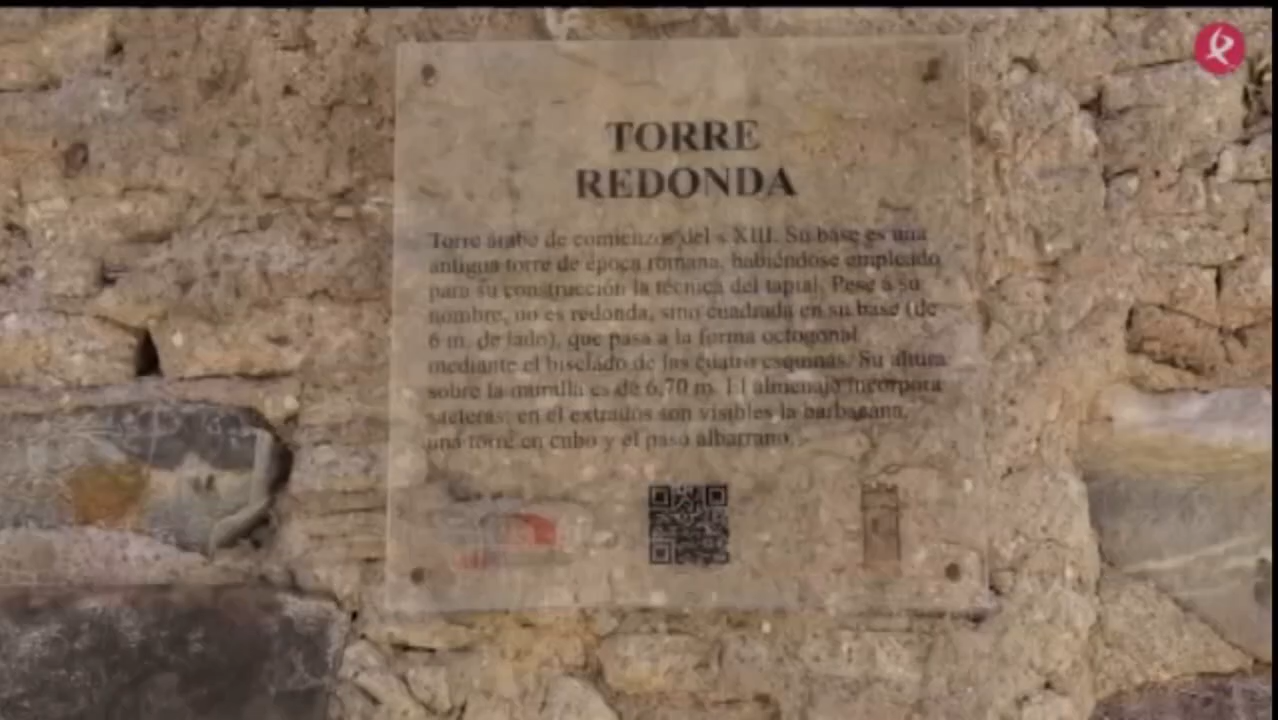 TORRE
REDONDA
Torre árabe de comienzos del s XIII. Su base es una
antigua torre de época romana, habiéndose empleado
para su construcción la técnica del tapial. Pese a su
nombre, no es redonda, sino cuadrada en su base (de
6 m. de lado), que pasa a la forma octogonal
mediante el biselado de las cuatro esquinas. Su altura
sobre la muralla es de 6,70 m. El almenaje incorpora
saeteras; en el extradós son visibles la barbacana,
una torre en cubo y el paso albarrano.